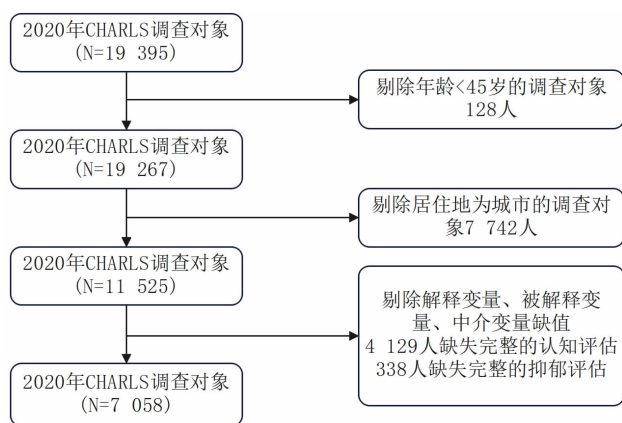 2020年CHARLS调查对象
(N=19 395)
剔除年龄<45岁的调查对象
128人
2020年CHARLS调查对象
(N=19 267)
剔除居住地为城市的调查对
象7 742人
2020年CHARLS调查对象
(N=11 525)
剔除解释变量、被解释变
量、中介变量缺值
4 129人缺失完整的认知评估
338人缺失完整的抑郁评估
2020年CHARLS调查对象
(N=7 058)